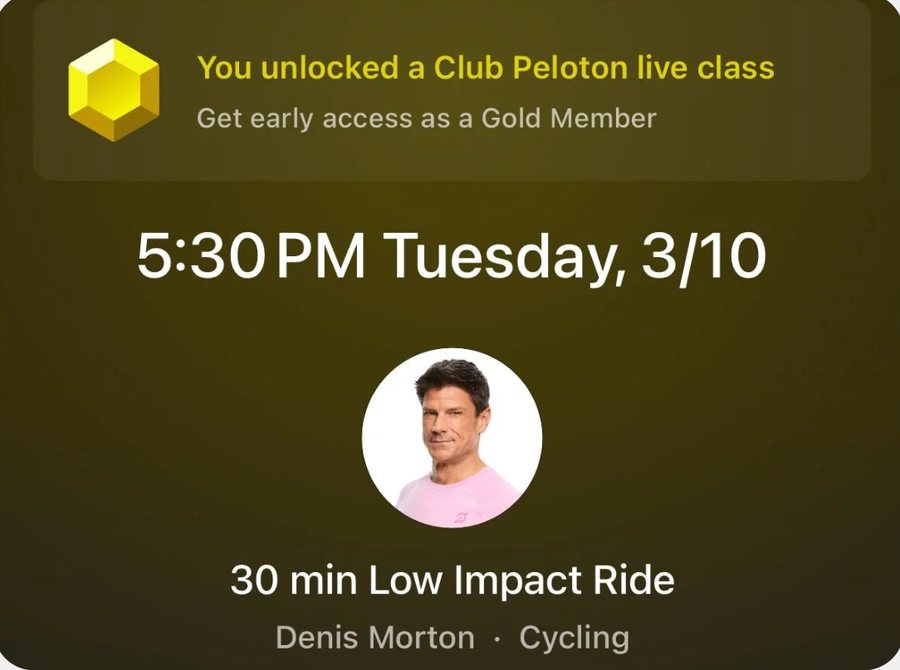 You unlocked a Club Peloton live class
Get early access as a Gold Member
5:30 PM Tuesday, 3/10
30 min Low Impact Ride
Denis Morton · Cycling